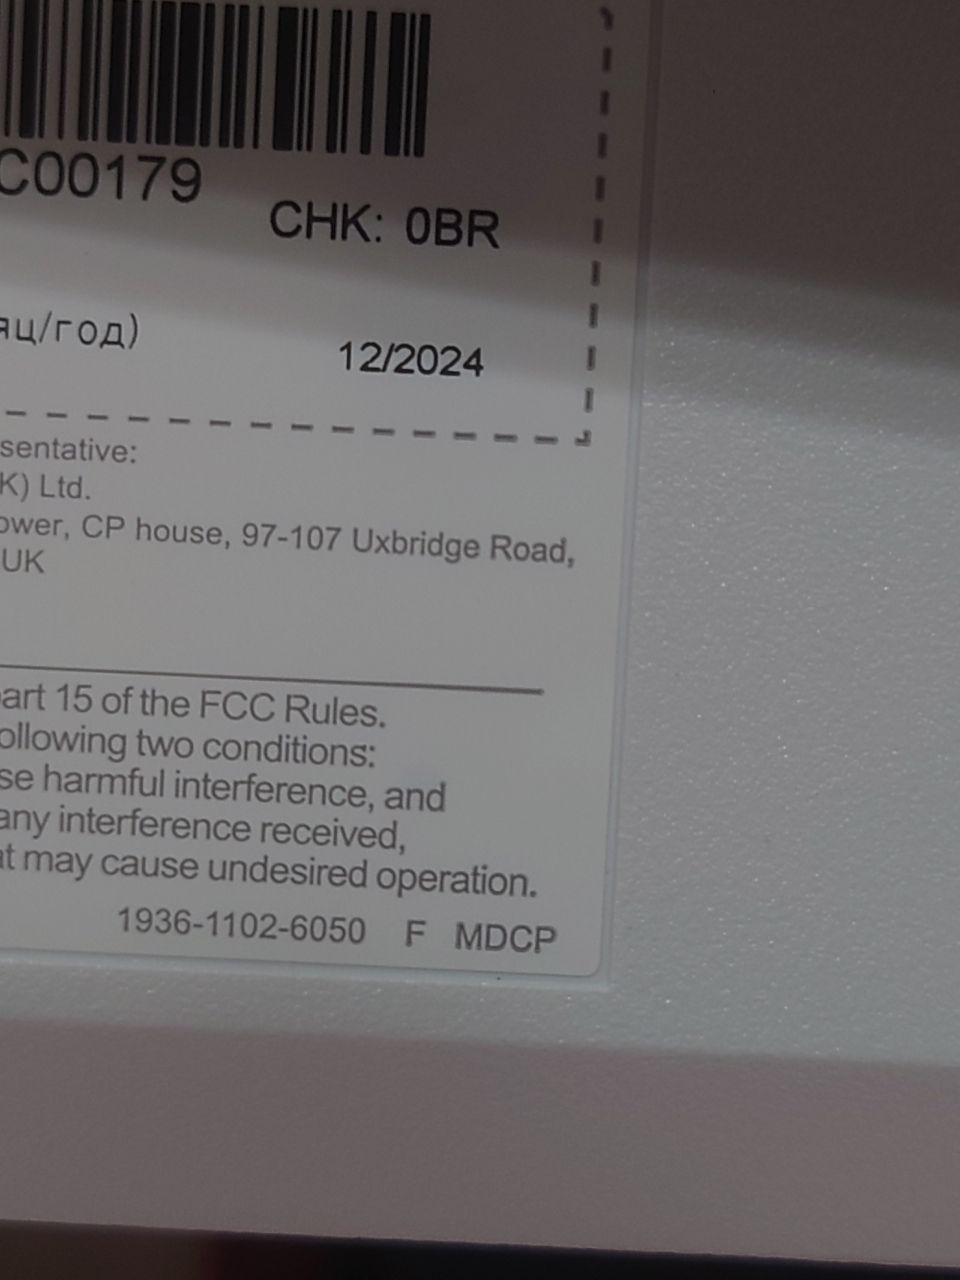 C00179
CHK: 0BR
яц/год)
12/2024
sentative:
K) Ltd.
ower, CP house, 97-107 Uxbridge Road,
UK
part 15 of the FCC Rules.
ollowing two conditions:
se harmful interference, and
any interference received,
at may cause undesired operation.
1936-1102-6050 F MDCP